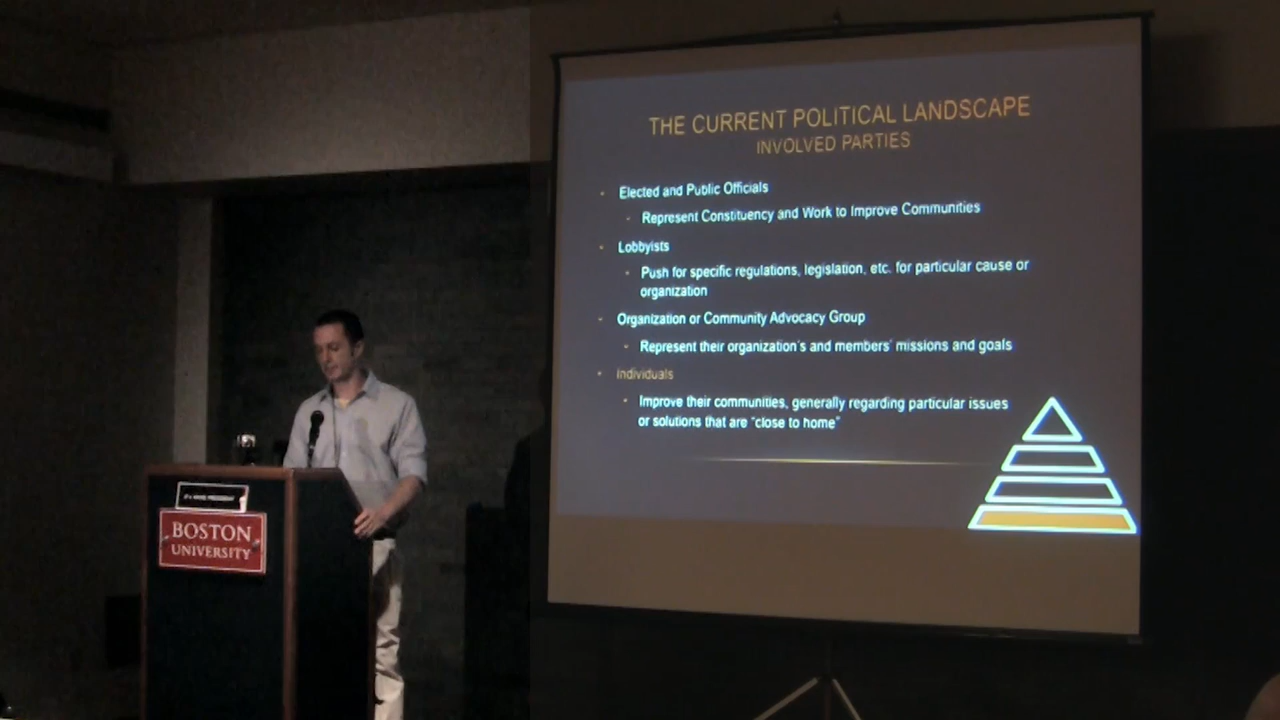 THE CURRENT POLITICAL LANDSCAPE
INVOLVED PARTIES
Elected and Public Officials
Represent Constituency and Work to Improve Communities
Lobbyists
Push for specific regulations, legislation, etc. for particular cause or
organization
Organization or Community Advocacy Group
Represent their organization's and members' missions and goals
Individuals
Improve their communities, generally regarding particular issues
or solutions that are "close to home"
BOSTON
UNIVERSITY